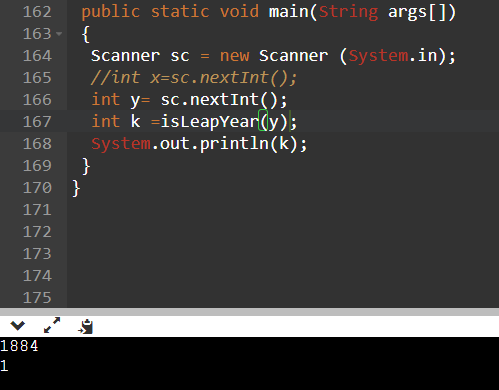 162 public static void main(String args[])
163 {
164 Scanner sc = new Scanner (System.in);
165 //int x=sc.nextInt();
166 int y= sc.nextInt();
167 int k =isLeapYear(y);
168 System.out.println(k);
169 }
170 }
171
172
173
174
175
1884
1